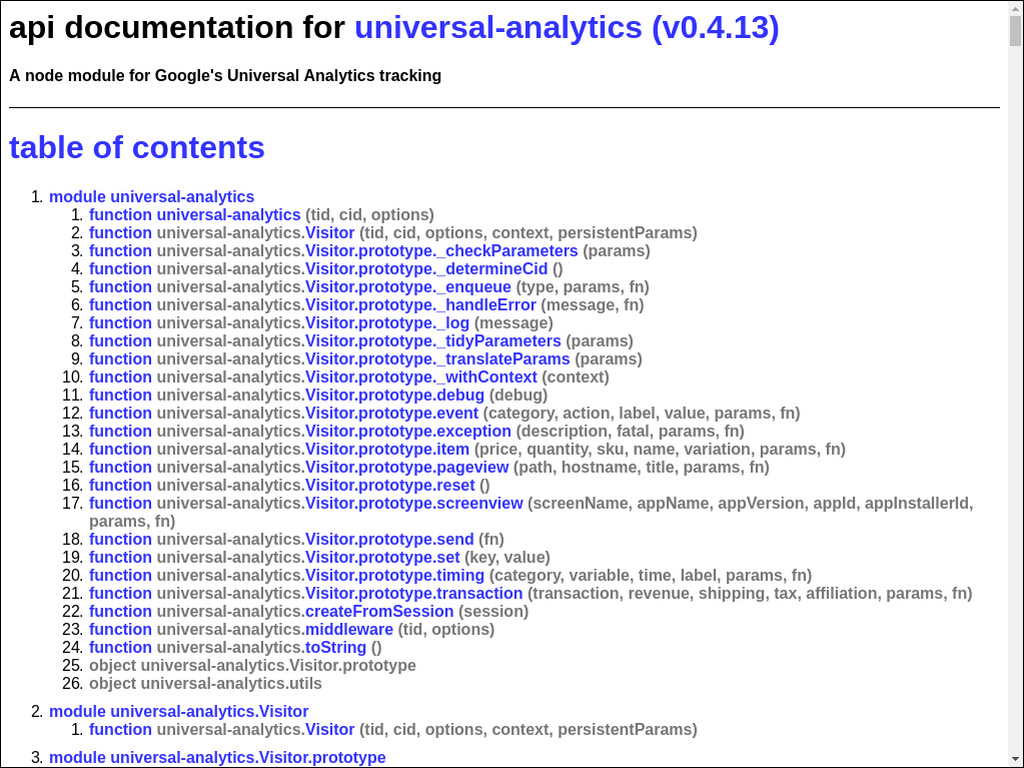 api documentation for universal-analytics (v0.4.13)
A node module for Google's Universal Analytics tracking
table of contents
1. module universal-analytics
1. function universal-analytics (tid, cid, options)
2. function universal-analytics.Visitor (tid, cid, options, context, persistentParams)
3. function universal-analytics.Visitor.prototype._checkParameters (params)
4. function universal-analytics.Visitor.prototype._determineCid ()
5. function universal-analytics.Visitor.prototype._enqueue (type, params, fn)
6. function universal-analytics.Visitor.prototype._handleError (message, fn)
7. function universal-analytics.Visitor.prototype._log (message)
8. function universal-analytics.Visitor.prototype._tidyParameters (params)
9. function universal-analytics.Visitor.prototype._translateParams (params)
10. function universal-analytics.Visitor.prototype._withContext (context)
11. function universal-analytics.Visitor.prototype.debug (debug)
12. function universal-analytics.Visitor.prototype.event (category, action, label, value, params, fn)
13. function universal-analytics.Visitor.prototype.exception (description, fatal, params, fn)
14. function universal-analytics.Visitor.prototype.item (price, quantity, sku, name, variation, params, fn)
15. function universal-analytics.Visitor.prototype.pageview (path, hostname, title, params, fn)
16. function universal-analytics.Visitor.prototype.reset ()
17. function universal-analytics.Visitor.prototype.screenview (screenName, appName, appVersion, appId, appInstallerId,
params, fn)
18. function universal-analytics.Visitor.prototype.send (fn)
19. function universal-analytics.Visitor.prototype.set (key, value)
20. function universal-analytics.Visitor.prototype.timing (category, variable, time, label, params, fn)
21. function universal-analytics.Visitor.prototype.transaction (transaction, revenue, shipping, tax, affiliation, params, fn)
22. function universal-analytics.createFromSession (session)
23. function universal-analytics.middleware (tid, options)
24. function universal-analytics.toString ()
25. object universal-analytics.Visitor.prototype
26. object universal-analytics.utils
2. module universal-analytics.Visitor
1. function universal-analytics.Visitor (tid, cid, options, context, persistentParams)
3. module universal-analytics.Visitor.prototype